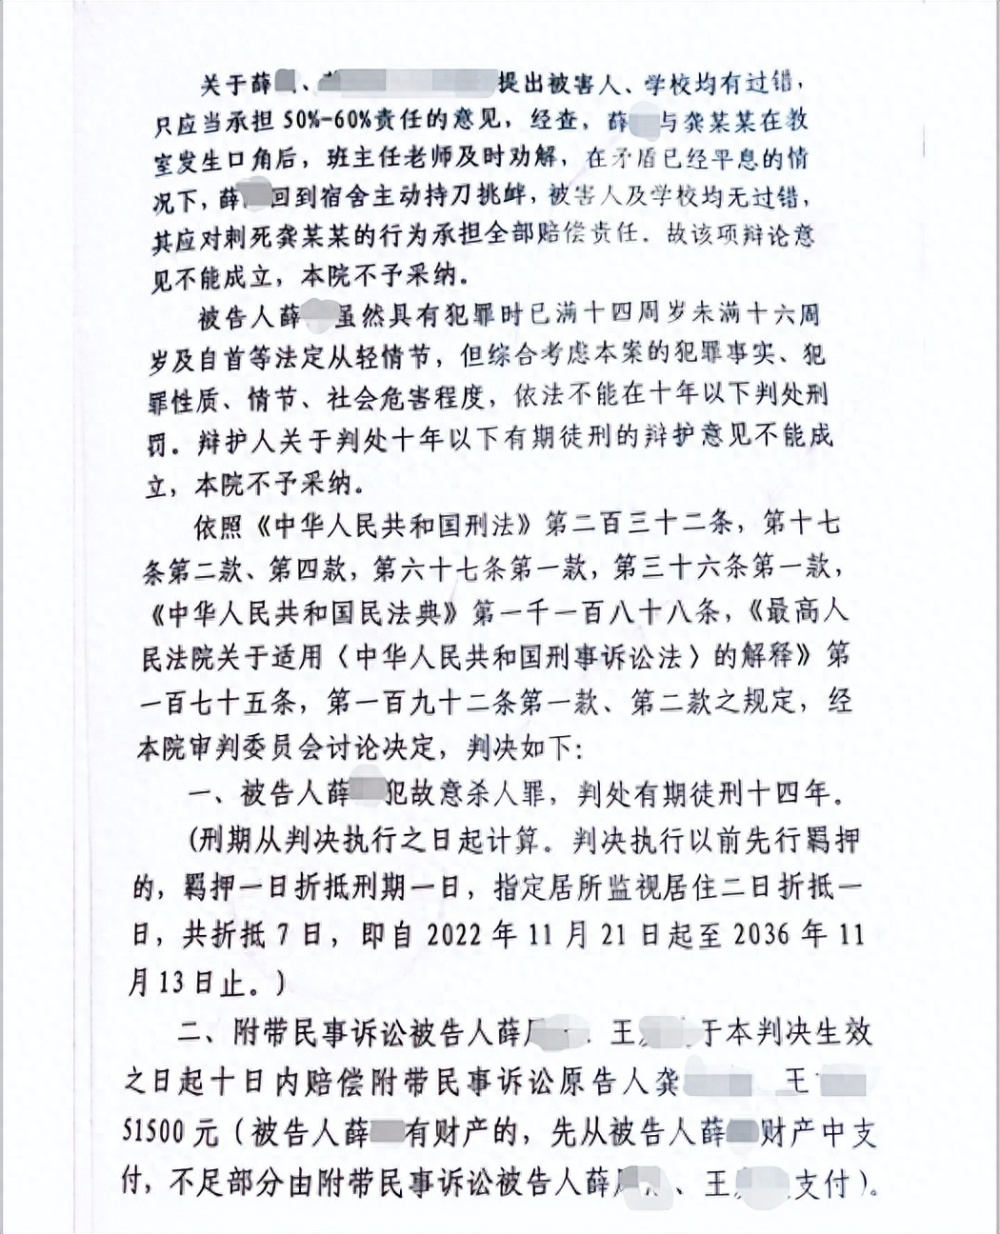 关于薛、提出被害人、学校均有过错，
只应当承担50%-60%责任的意见，经查，薛与龚某某在教
室发生口角后，班主任老师及时劝解，在矛盾已经平息的情
况下，薛回到宿舍主动持刀挑衅，被害人及学校均无过错，
其应对刺死龚某某的行为承担全部赔偿责任．故该项辩论意
见不能成立，本院不予采纳。
被告人薛虽然具有犯罪时已满十四周岁未满十六周
岁及自首等法定从轻情节，但综合考虑本案的犯罪事实、犯
罪性质、情节、社会危害程度，依法不能在十年以下判处刑
罚。辩护人关于判处十年以下有期徒刑的辩护意见不能成
立，本院不予采纳。
依照《中华人民共和国刑法》第二百三十二条，第十七
条第二款、第四款，第六十七条第一款，第三十六条第一款，
《中华人民共和国民法典》第一千一百八十八条，《最高人
民法院关于适用〈中华人民共和国刑事诉讼法〉的解释》第
一百七十五条，第一百九十二条第一款、第二款之规定，经
本院审判委员会讨论决定，判决如下：
一、被告人薛犯故意杀人罪，判处有期徒刑十四年。
(刑期从判决执行之日起计算。判决执行以前先行羁押
的，羁押一日折抵刑期一日，指定居所监视居住二日折抵一
日，共折抵7日，即自2022年11月21日起至2036年11
月13日止。)
二、附带民事诉讼被告人薛、王于本判决生效
之日起十日内赔偿附带民事诉讼原告人龚王
51500元（被告人薛有财产的，先从被告人薛财产中支
付，不足部分由附带民事诉讼被告人薛、王支付）。